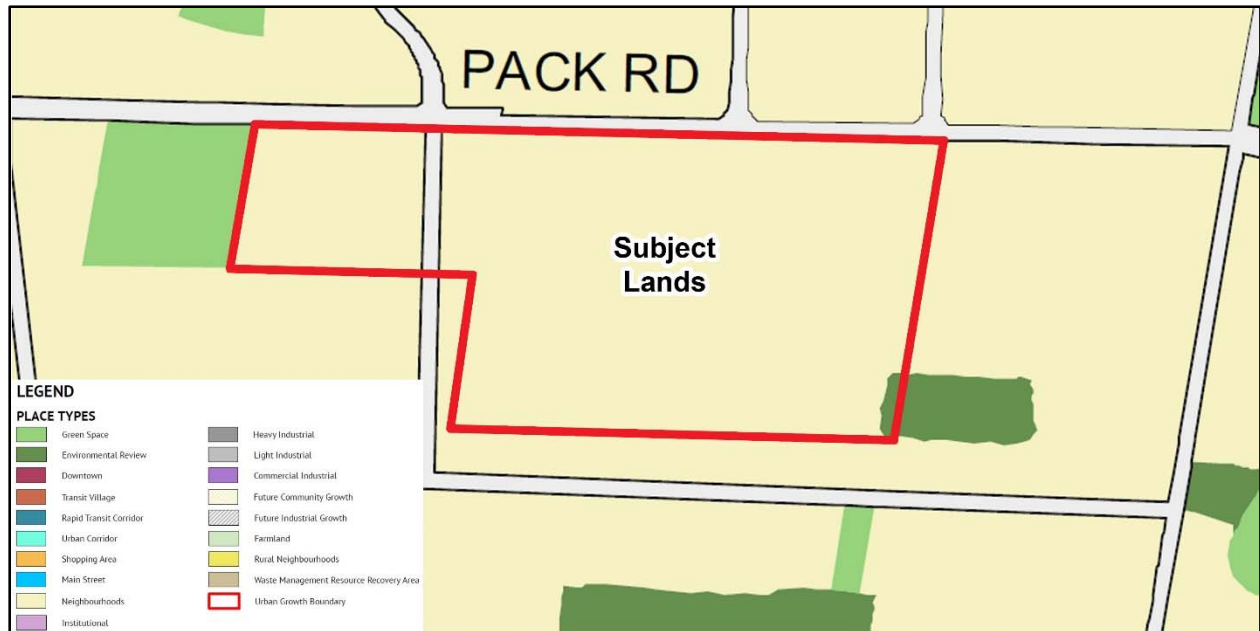 PACK RD
Subject
Lands
LEGEND
PLACE TYPES
Green Space
Environmental Review
Downtown
Transit Village
Rapid Transit Corridor
Urban Corridor
Shopping Area
Main Street
Neighbourhoods
Institutional
Heavy Industrial
Light Industrial
Commercial Industrial
Future Community Growth
Future Industrial Growth
Farmland
Rural Neighbourhoods
Waste Management Resource Recovery Area
Urban Growth Boundary